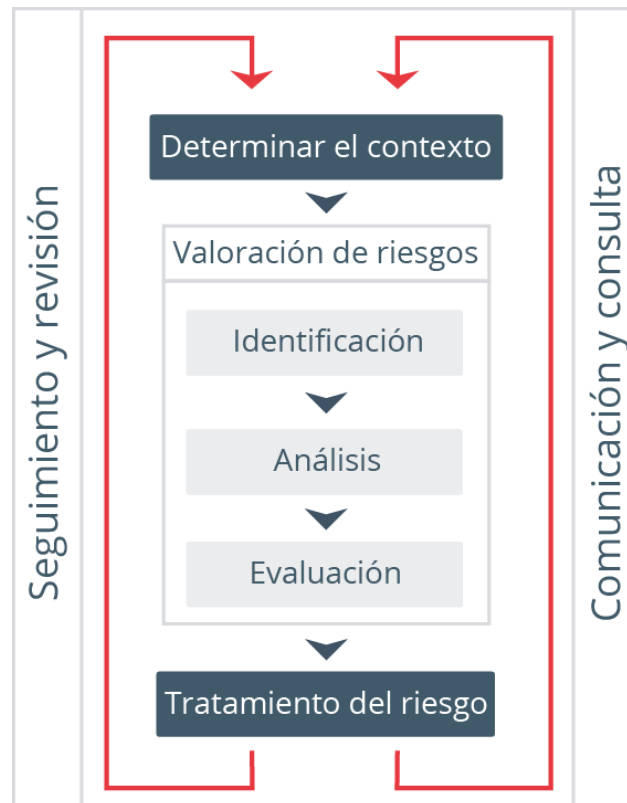 Seguimiento y revisión
Determinar el contexto
Valoración de riesgos
Identificación
Análisis
Evaluación
Tratamiento del riesgo
Comunicación y consulta